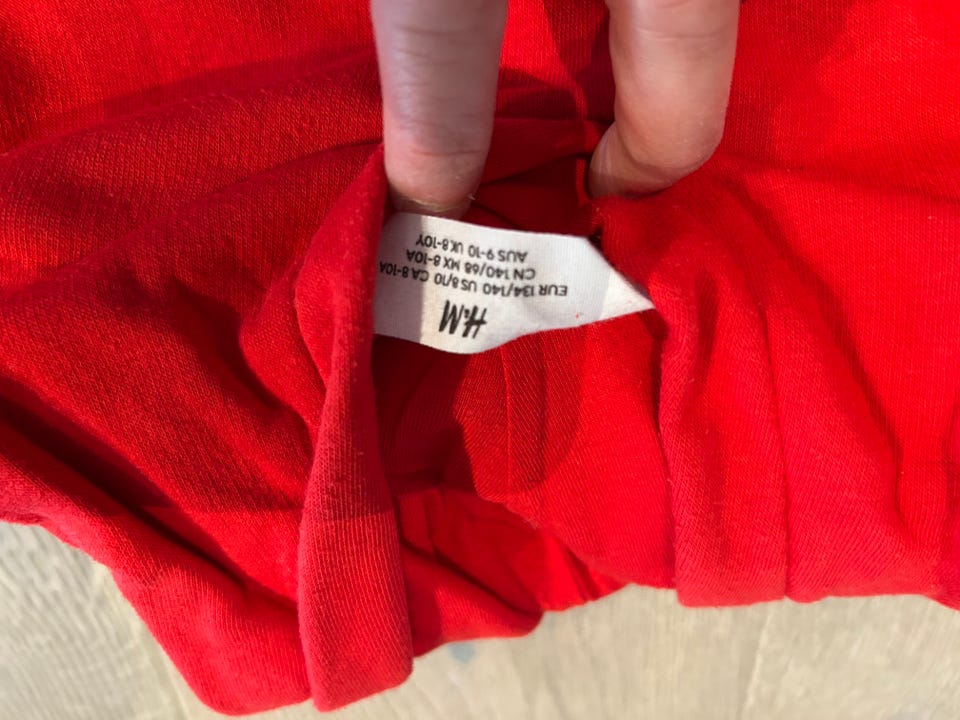 H&M
EUR 134/140 US 8/10 CA 8-10A
CN 140/68 MX 8-10A
AUS 9-10 UK 8-10Y